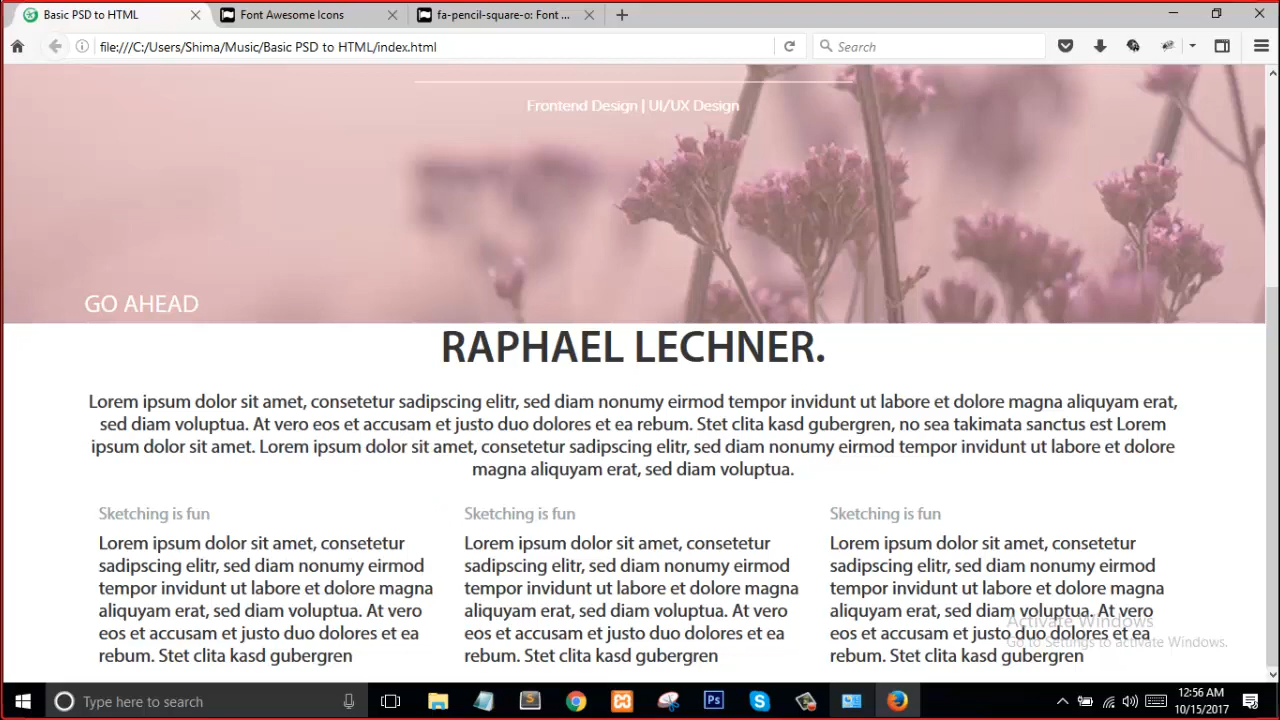 Basic PSD to HTML
Font Awesome Icons
fa-pencil-square-o: Font ...
file:///C:/Users/Shima/Music/Basic PSD to HTML/index.html
Search
Frontend Design | UI/UX Design
GO AHEAD
RAPHAEL LECHNER.
Lorem ipsum dolor sit amet, consetetur sadipscing elitr, sed diam nonumy eirmod tempor invidunt ut labore et dolore magna aliquyam erat,
sed diam voluptua. At vero eos et accusam et justo duo dolores et ea rebum. Stet clita kasd gubergren, no sea takimata sanctus est Lorem
ipsum dolor sit amet. Lorem ipsum dolor sit amet, consetetur sadipscing elitr, sed diam nonumy eirmod tempor invidunt ut labore et dolore
magna aliquyam erat, sed diam voluptua.
Sketching is fun
Lorem ipsum dolor sit amet, consetetur
sadipscing elitr, sed diam nonumy eirmod
tempor invidunt ut labore et dolore magna
aliquyam erat, sed diam voluptua. At vero
eos et accusam et justo duo dolores et ea
rebum. Stet clita kasd gubergren
Sketching is fun
Lorem ipsum dolor sit amet, consetetur
sadipscing elitr, sed diam nonumy eirmod
tempor invidunt ut labore et dolore magna
aliquyam erat, sed diam voluptua. At vero
eos et accusam et justo duo dolores et ea
rebum. Stet clita kasd gubergren
Sketching is fun
Lorem ipsum dolor sit amet, consetetur
sadipscing elitr, sed diam nonumy eirmod
tempor invidunt ut labore et dolore magna
aliquyam erat, sed diam voluptua. At vero
eos et accusam et justo duo dolores et ea
rebum. Stet clita kasd gubergren
Activate Windows
Go to Settings to activate Windows.
Type here to search
Ps
12:56 AM
10/15/2017